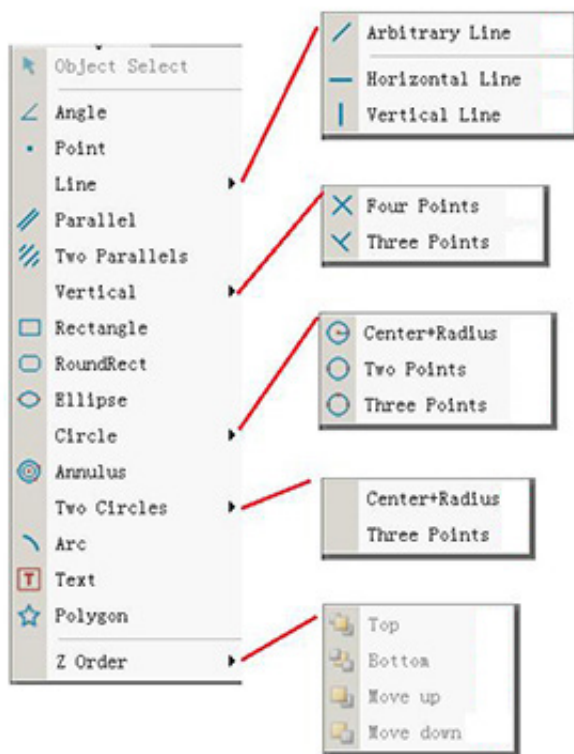 Object Select
Angle
Point
Line
Parallel
Two Parallels
Vertical
Rectangle
RoundRect
Ellipse
Circle
Annulus
Two Circles
Arc
T Text
Polygon
Z Order
Arbitrary Line
Horizontal Line
Vertical Line
Four Points
Three Points
Center+Radius
Two Points
Three Points
Center+Radius
Three Points
Top
Bottom
Move up
Move down